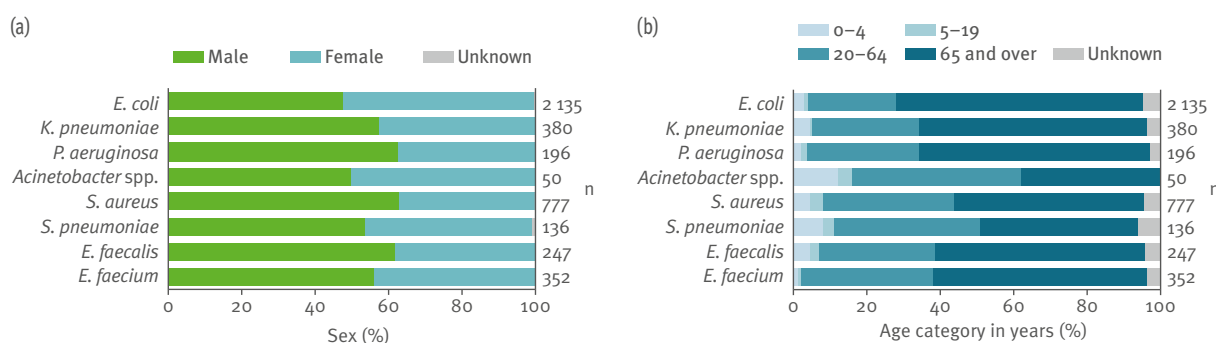 (a)
Male Female Unknown
E. coli 2 135
K. pneumoniae 380
P. aeruginosa 196
Acinetobacter spp. 50
n
S. aureus 777
S. pneumoniae 136
E. faecalis 247
E. faecium 352
0 20 40 60 80 100
Sex (%)
(b)
0–4 5–19
20–64 65 and over Unknown
E. coli 2 135
K. pneumoniae 380
P. aeruginosa 196
Acinetobacter spp. 50
S. aureus 777
S. pneumoniae 136
E. faecalis 247
E. faecium 352
0 20 40 60 80 100
Age category in years (%)